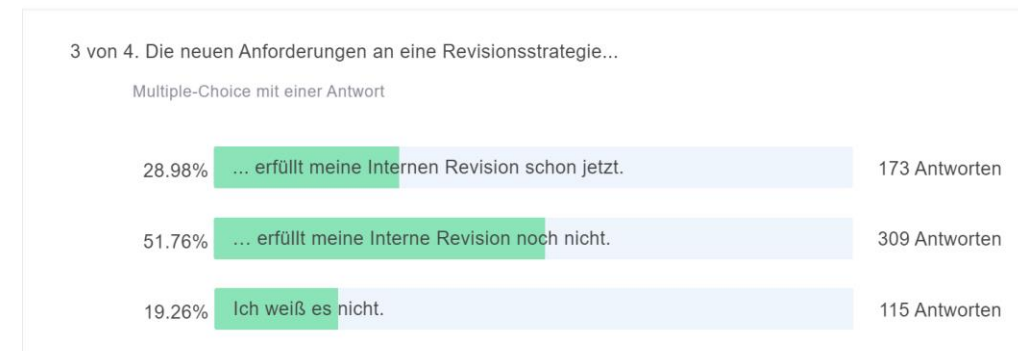 3 von 4. Die neuen Anforderungen an eine Revisionsstrategie...
Multiple-Choice mit einer Antwort
28.98% ... erfüllt meine Internen Revision schon jetzt. 173 Antworten
51.76% ... erfüllt meine Interne Revision noch nicht. 309 Antworten
19.26% Ich weiß es nicht. 115 Antworten